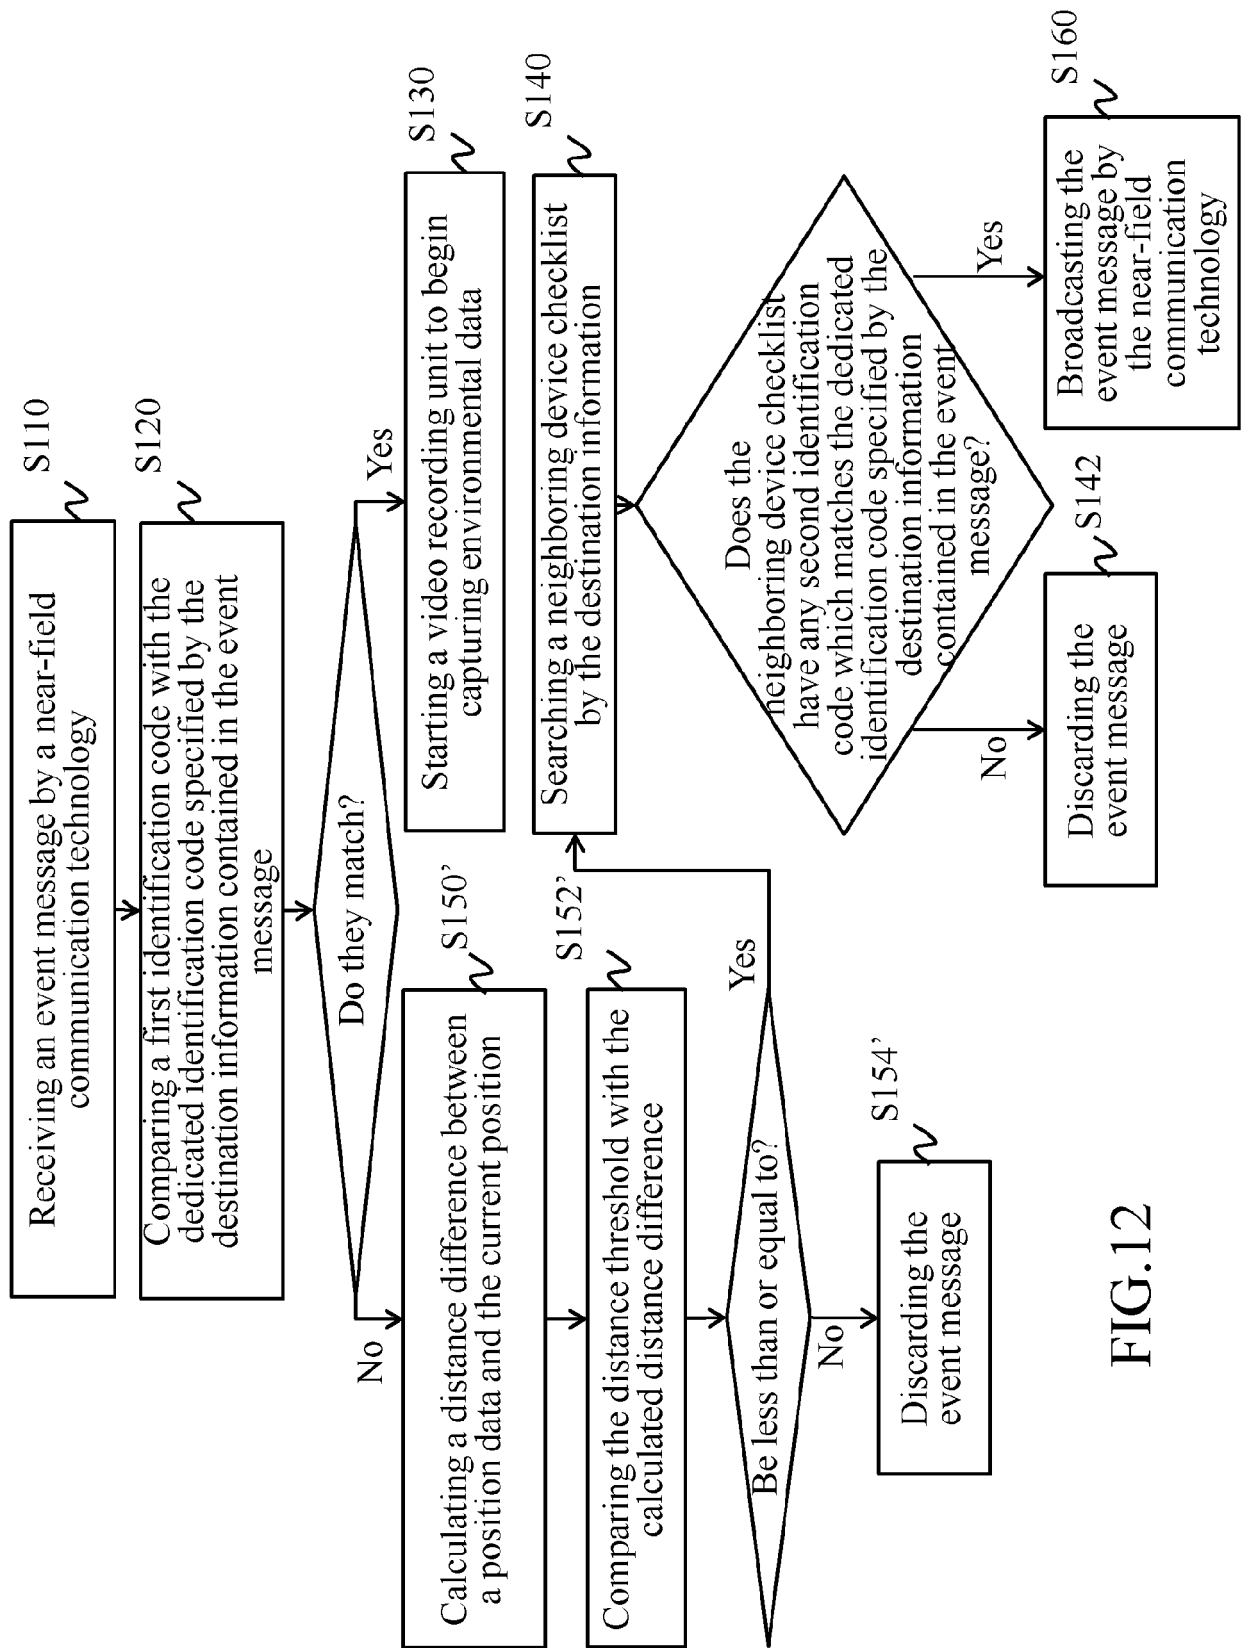 Receiving an event message by a near-field
communication technology
S110
Comparing a first identification code with the
dedicated identification code specified by the
destination information contained in the event
message
S120
Do they match?
Yes
No
Starting a video recording unit to begin
capturing environmental data
S130
Calculating a distance difference between
a position data and the current position
S150’
Comparing the distance threshold with the
calculated distance difference
S152’
Be less than or equal to?
Yes
No
Discarding the
event message
S154’
Searching a neighboring device checklist
by the destination information
S140
Does the
neighboring device checklist
have any second identification
code which matches the dedicated
identification code specified by the
destination information
contained in the event
message?
No
Yes
Discarding the
event message
S142
Broadcasting the
event message by
the near-field
communication
technology
S160
FIG.12